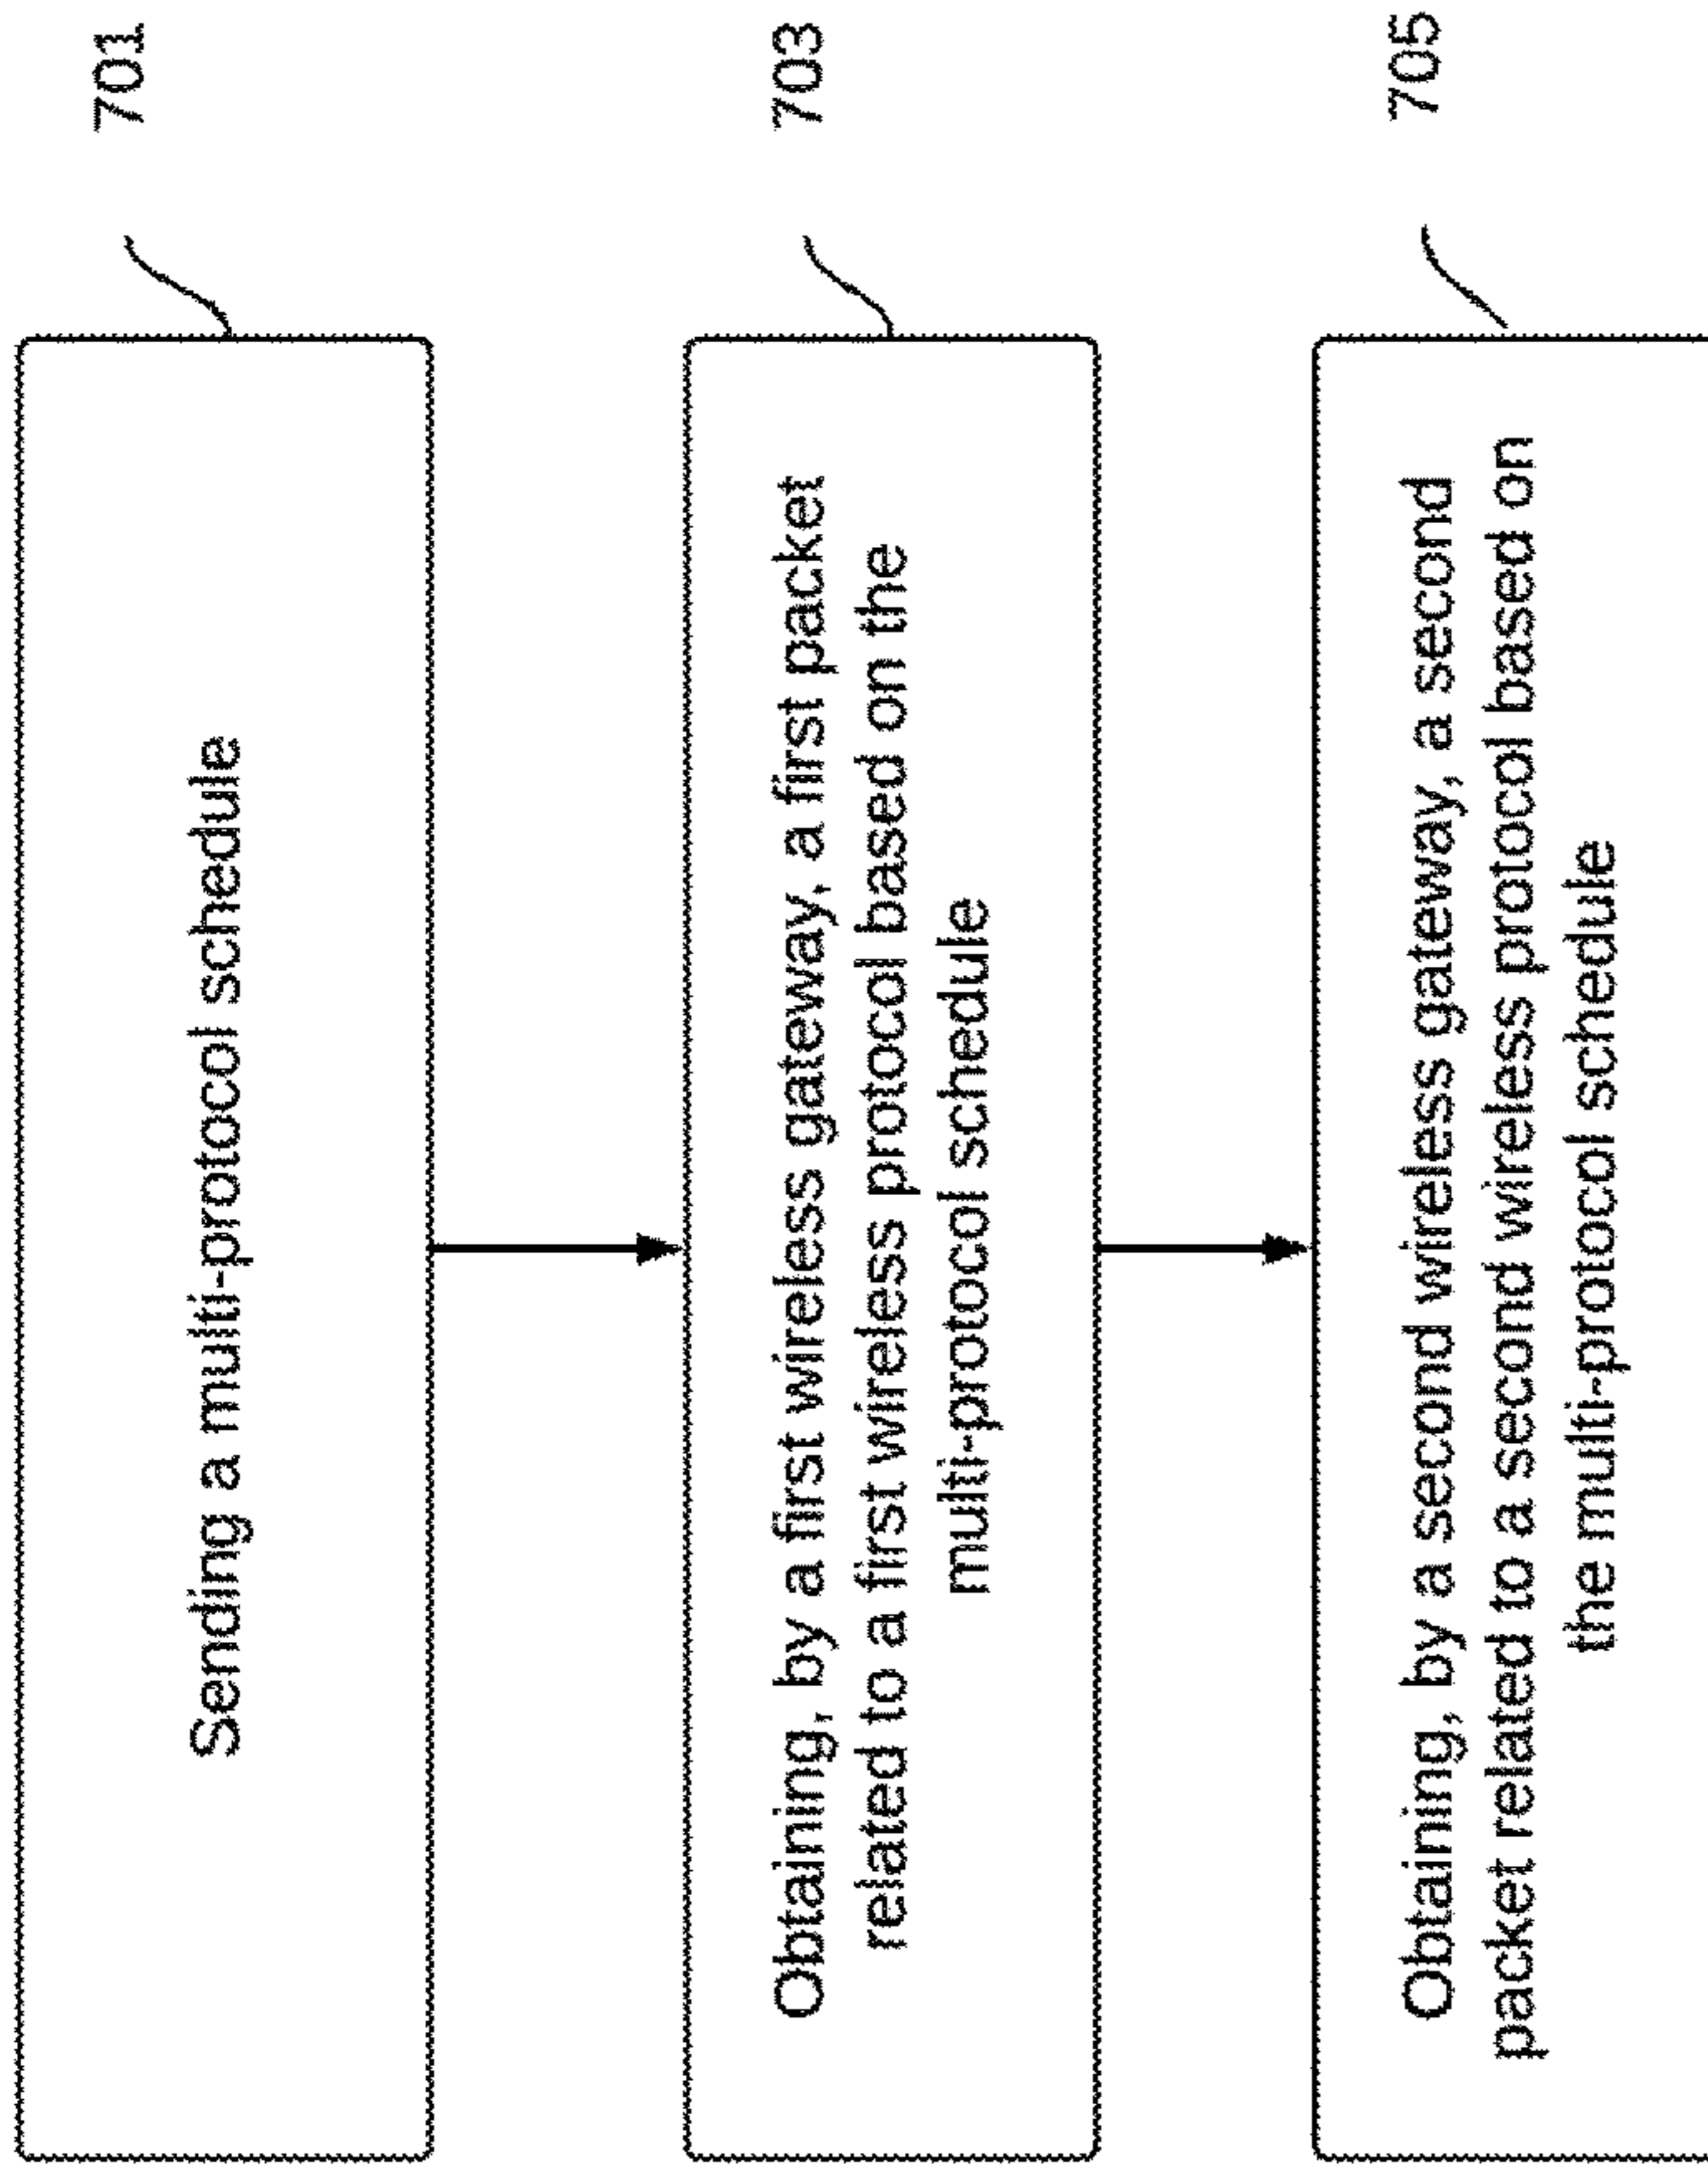 701
Sending a multi-protocol schedule
703
Obtaining, by a first wireless gateway, a first packet
related to a first wireless protocol based on the
multi-protocol schedule
705
Obtaining, by a second wireless gateway, a second
packet related to a second wireless protocol based on
the multi-protocol schedule